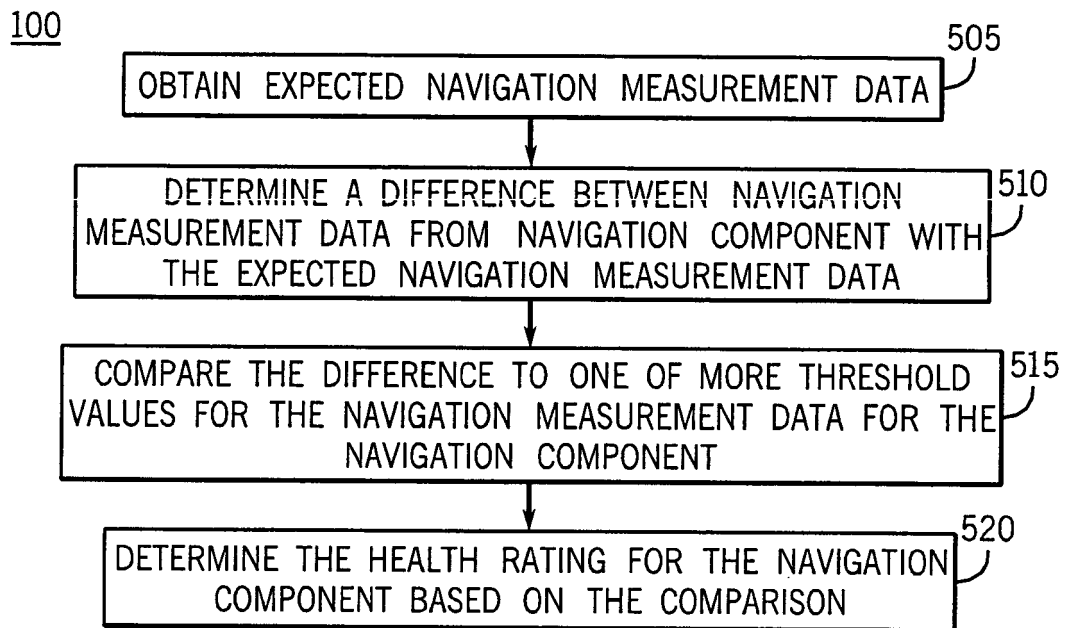 100
505
OBTAIN EXPECTED NAVIGATION MEASUREMENT DATA
510
DETERMINE A DIFFERENCE BETWEEN NAVIGATION
MEASUREMENT DATA FROM NAVIGATION COMPONENT WITH
THE EXPECTED NAVIGATION MEASUREMENT DATA
515
COMPARE THE DIFFERENCE TO ONE OF MORE THRESHOLD
VALUES FOR THE NAVIGATION MEASUREMENT DATA FOR THE
NAVIGATION COMPONENT
520
DETERMINE THE HEALTH RATING FOR THE NAVIGATION
COMPONENT BASED ON THE COMPARISON